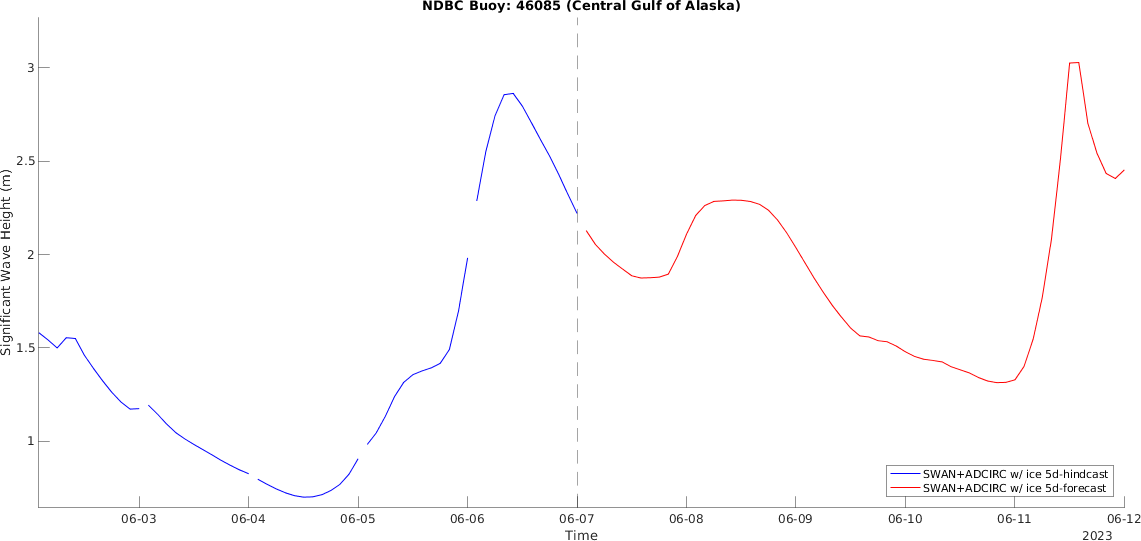 NDBC Buoy: 46085 (Central Gulf of Alaska)
3
2.5
2
1.5
1
Significant Wave Height (m)
SWAN+ADCIRC w/ ice 5d-hindcast
SWAN+ADCIRC w/ ice 5d-forecast
06-03 06-04 06-05 06-06 06-07 06-08 06-09 06-10 06-11 06-12
Time
2023